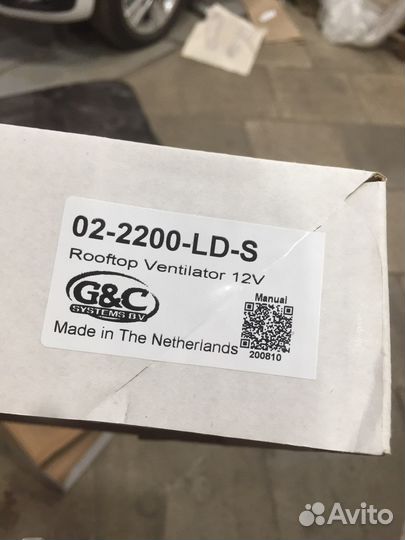 02-2200-LD-S
Rooftop Ventilator 12V
G&C
SYSTEMS B.V.
Manual
Made in The Netherlands
200810
Avito